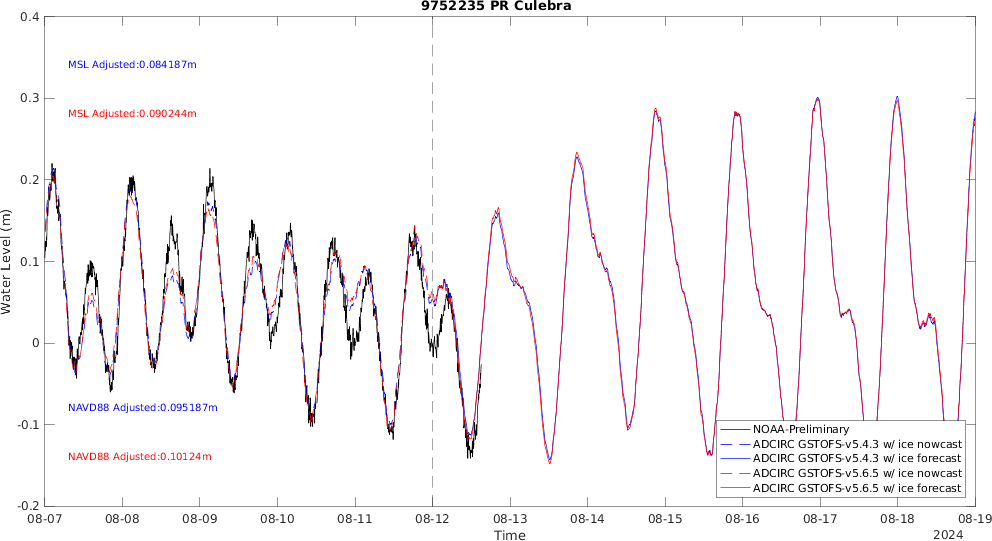 9752235 PR Culebra
0.4
0.3
0.2
0.1
0
-0.1
-0.2
Water Level (m)
MSL Adjusted:0.084187m
MSL Adjusted:0.090244m
NAVD88 Adjusted:0.095187m
NAVD88 Adjusted:0.10124m
NOAA-Preliminary
ADCIRC GSTOFS-v5.4.3 w/ ice nowcast
ADCIRC GSTOFS-v5.4.3 w/ ice forecast
ADCIRC GSTOFS-v5.6.5 w/ ice nowcast
ADCIRC GSTOFS-v5.6.5 w/ ice forecast
08-07 08-08 08-09 08-10 08-11 08-12 08-13 08-14 08-15 08-16 08-17 08-18 08-19
Time
2024